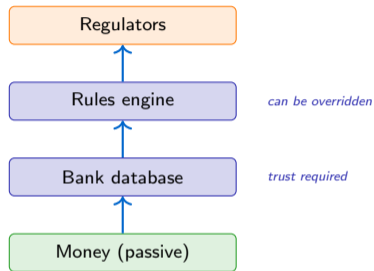 Regulators
Rules engine
can be overridden
Bank database
trust required
Money (passive)